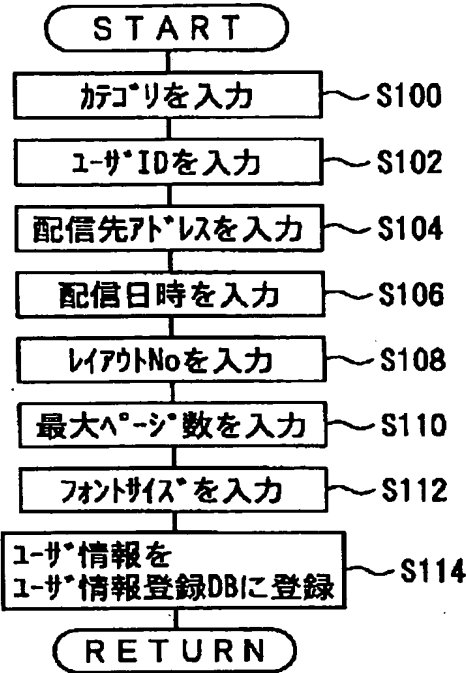 START
ｶﾃｺﾞﾘを入力
S100
ﾕｰｻﾞIDを入力
S102
配信先ｱﾄﾞﾚｽを入力
S104
配信日時を入力
S106
ﾚｲｱｳﾄNoを入力
S108
最大ﾍﾟｰｼﾞ数を入力
S110
ﾌｫﾝﾄｻｲｽﾞを入力
S112
ﾕｰｻﾞ情報を
ﾕｰｻﾞ情報登録DBに登録
S114
RETURN